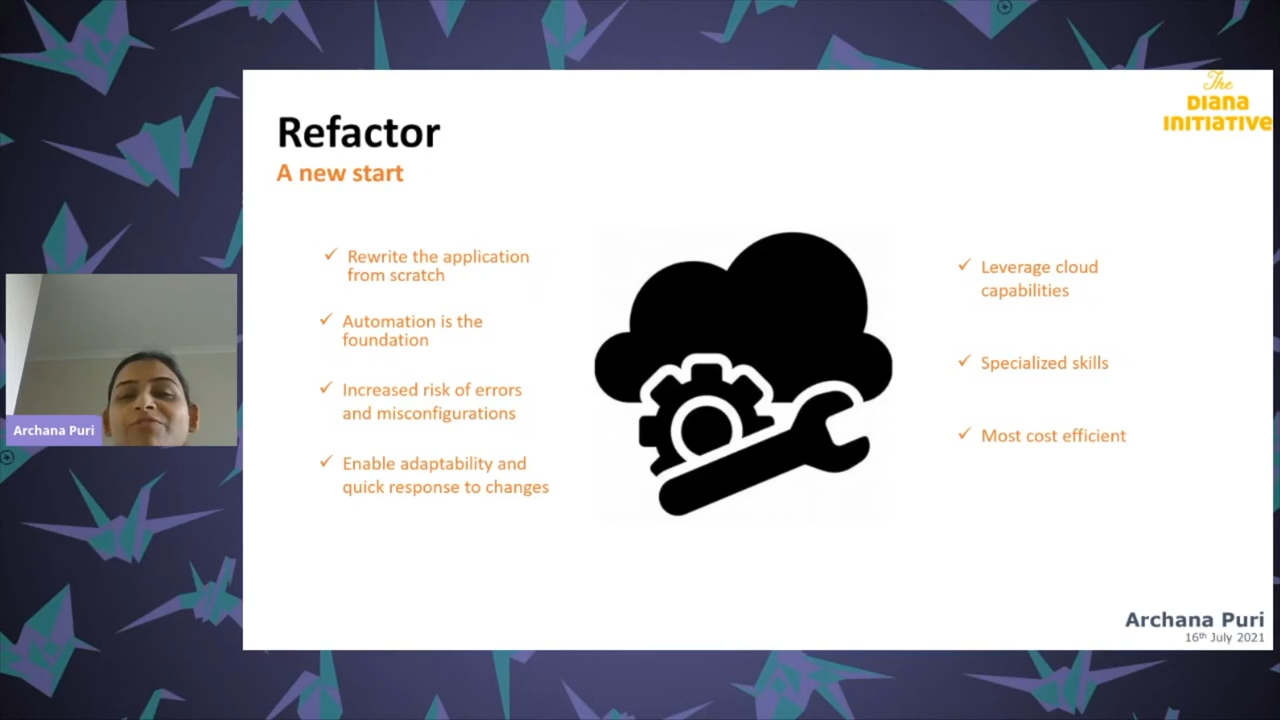 The
DIANA
INITIATIVE
Refactor
A new start
✓ Rewrite the application
from scratch
✓ Automation is the
foundation
✓ Increased risk of errors
and misconfigurations
✓ Enable adaptability and
quick response to changes
✓ Leverage cloud
capabilities
✓ Specialized skills
✓ Most cost efficient
Archana Puri
Archana Puri
16th July 2021